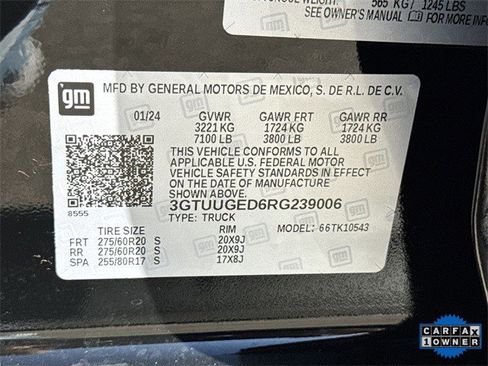 565 KG / 1245 LBS
SEE OWNER'S MANUAL FOR MORE
gm
MFD BY GENERAL MOTORS DE MEXICO, S. DE R.L. DE C.V.
01/24 GVWR GAWR FRT GAWR RR
3221 KG 1724 KG 1724 KG
7100 LB 3800 LB 3800 LB
THIS VEHICLE CONFORMS TO ALL
APPLICABLE U.S. FEDERAL MOTOR
VEHICLE SAFETY STANDARDS IN
EFFECT ON THE DATE OF
MANUFACTURE SHOWN ABOVE.
8555
3GTUUGED6RG239006
TYPE: TRUCK MODEL: 66TK10543
RIM
FRT 275/60R20 S 20X9J
RR 275/60R20 S 20X9J
SPA 255/80R17 S 17X8J
CARFAX
1 OWNER